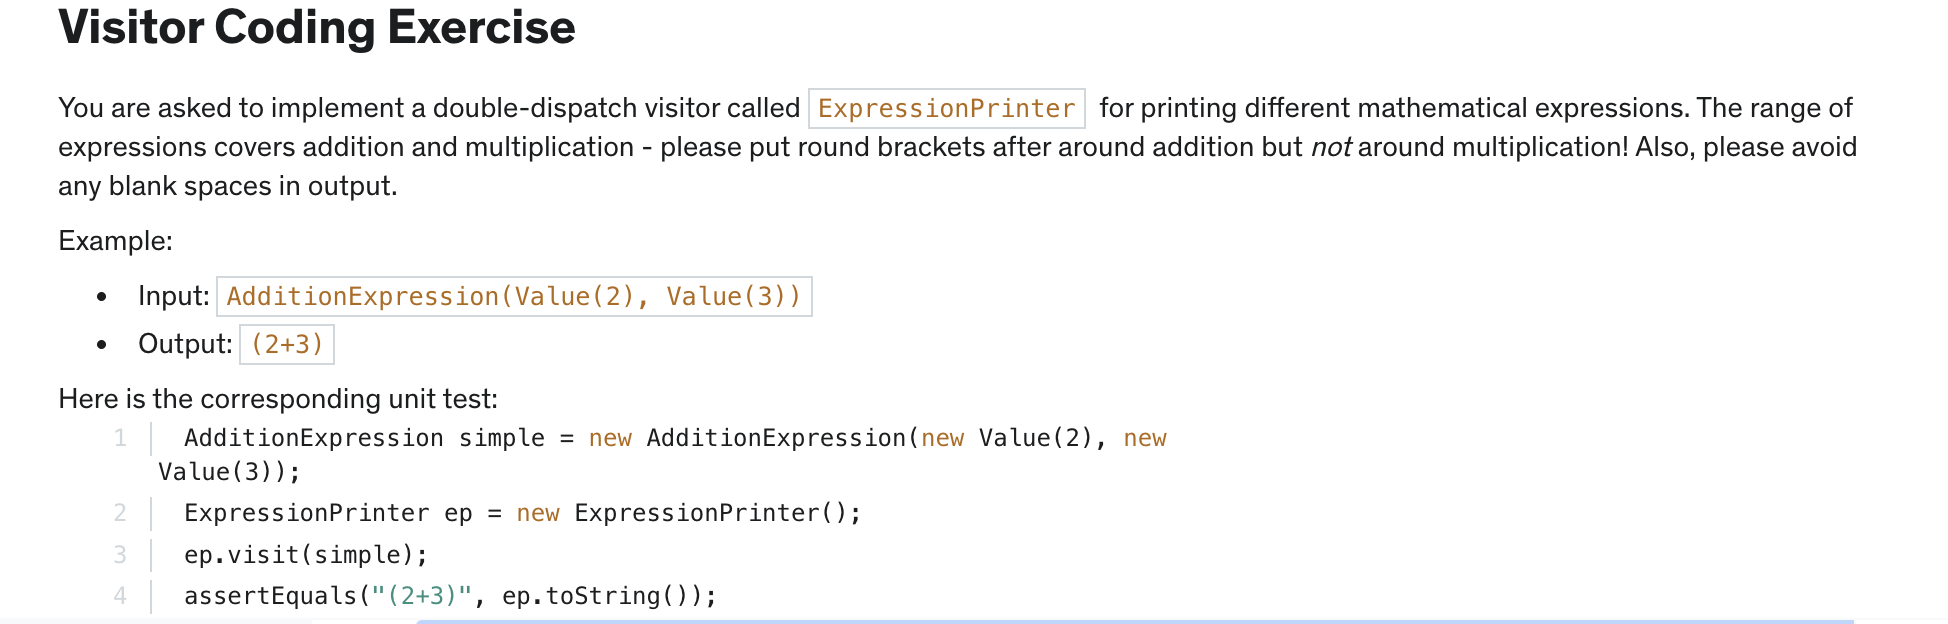 Visitor Coding Exercise
You are asked to implement a double-dispatch visitor called ExpressionPrinter for printing different mathematical expressions. The range of
expressions covers addition and multiplication - please put round brackets after around addition but not around multiplication! Also, please avoid
any blank spaces in output.
Example:
• Input: AdditionExpression(Value(2), Value(3))
• Output: (2+3)
Here is the corresponding unit test:
1 AdditionExpression simple = new AdditionExpression(new Value(2), new
Value(3));
2 ExpressionPrinter ep = new ExpressionPrinter();
3 ep.visit(simple);
4 assertEquals("(2+3)", ep.toString());